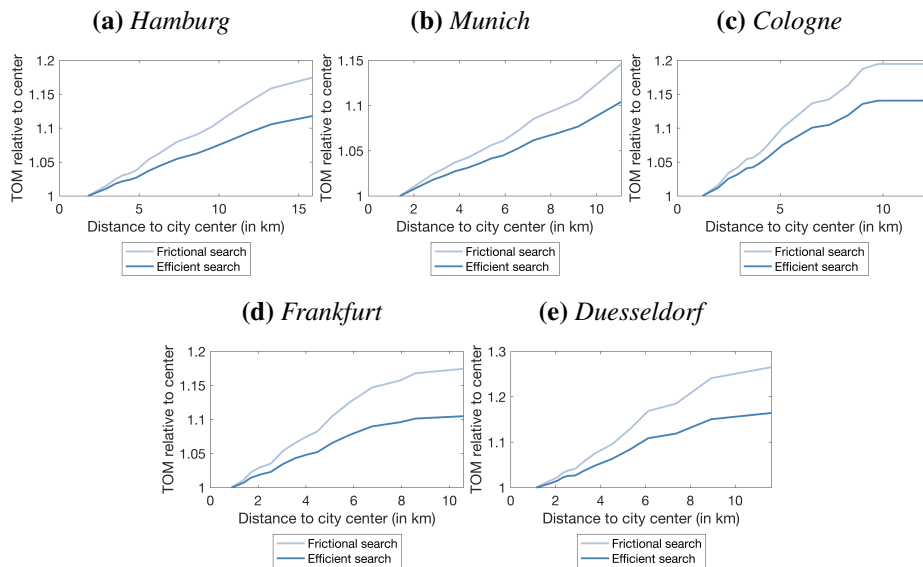 (a) Hamburg
(b) Munich
(c) Cologne
TOM relative to center
1.2
1.15
1.1
1.05
1
0
5
10
15
Distance to city center (in km)
Frictional search
Efficient search
TOM relative to center
1.15
1.1
1.05
1
0
2
4
6
8
10
Distance to city center (in km)
Frictional search
Efficient search
TOM relative to center
1.2
1.15
1.1
1.05
1
0
5
10
Distance to city center (in km)
Frictional search
Efficient search
(d) Frankfurt
(e) Duesseldorf
TOM relative to center
1.2
1.15
1.1
1.05
1
0
2
4
6
8
10
Distance to city center (in km)
Frictional search
Efficient search
TOM relative to center
1.3
1.2
1.1
1
0
2
4
6
8
10
Distance to city center (in km)
Frictional search
Efficient search